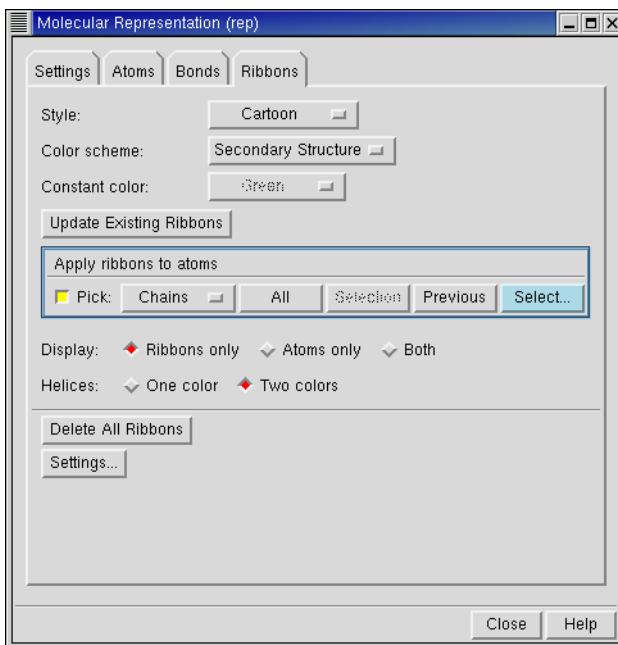 Molecular Representation (rep)
Settings Atoms Bonds Ribbons
Style: Cartoon
Color scheme: Secondary Structure
Constant color: Green
Update Existing Ribbons
Apply ribbons to atoms
Pick: Chains All Selection Previous Select...
Display: Ribbons only Atoms only Both
Helices: One color Two colors
Delete All Ribbons
Settings...
Close Help